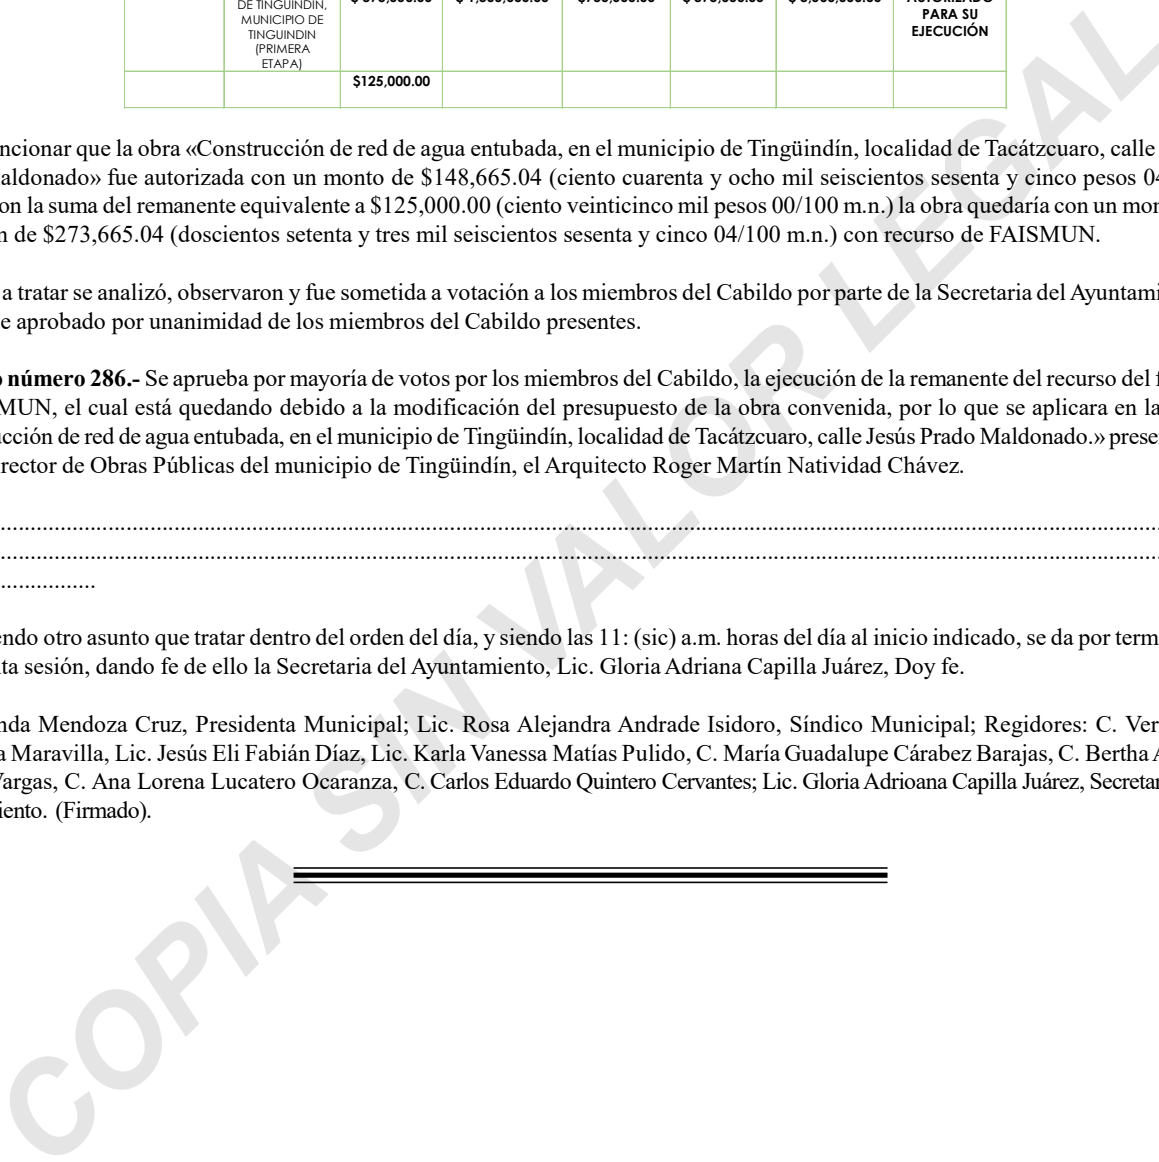 DE TINGUINDIN,
MUNICIPIO DE
TINGUINDIN
(PRIMERA
ETAPA)
PARA SU
EJECUCIÓN
$125,000.00
ncionar que la obra «Construcción de red de agua entubada, en el municipio de Tingüindín, localidad de Tacátzcuaro, calle
aldonado» fue autorizada con un monto de $148,665.04 (ciento cuarenta y ocho mil seiscientos sesenta y cinco pesos 04
on la suma del remanente equivalente a $125,000.00 (ciento veinticinco mil pesos 00/100 m.n.) la obra quedaría con un mon
n de $273,665.04 (doscientos setenta y tres mil seiscientos sesenta y cinco 04/100 m.n.) con recurso de FAISMUN.
a tratar se analizó, observaron y fue sometida a votación a los miembros del Cabildo por parte de la Secretaria del Ayuntami
e aprobado por unanimidad de los miembros del Cabildo presentes.
o número 286.- Se aprueba por mayoría de votos por los miembros del Cabildo, la ejecución de la remanente del recurso del f
MUN, el cual está quedando debido a la modificación del presupuesto de la obra convenida, por lo que se aplicara en la
ucción de red de agua entubada, en el municipio de Tingüindín, localidad de Tacátzcuaro, calle Jesús Prado Maldonado.» presen
irector de Obras Públicas del municipio de Tingüindín, el Arquitecto Roger Martín Natividad Chávez.
endo otro asunto que tratar dentro del orden del día, y siendo las 11: (sic) a.m. horas del día al inicio indicado, se da por term
ta sesión, dando fe de ello la Secretaria del Ayuntamiento, Lic. Gloria Adriana Capilla Juárez, Doy fe.
nda Mendoza Cruz, Presidenta Municipal; Lic. Rosa Alejandra Andrade Isidoro, Síndico Municipal; Regidores: C. Ver
a Maravilla, Lic. Jesús Eli Fabián Díaz, Lic. Karla Vanessa Matías Pulido, C. María Guadalupe Cárabez Barajas, C. Bertha A
Vargas, C. Ana Lorena Lucatero Ocaranza, C. Carlos Eduardo Quintero Cervantes; Lic. Gloria Adrioana Capilla Juárez, Secretar
iento. (Firmado).
COPIA SIN VALOR LEGAL